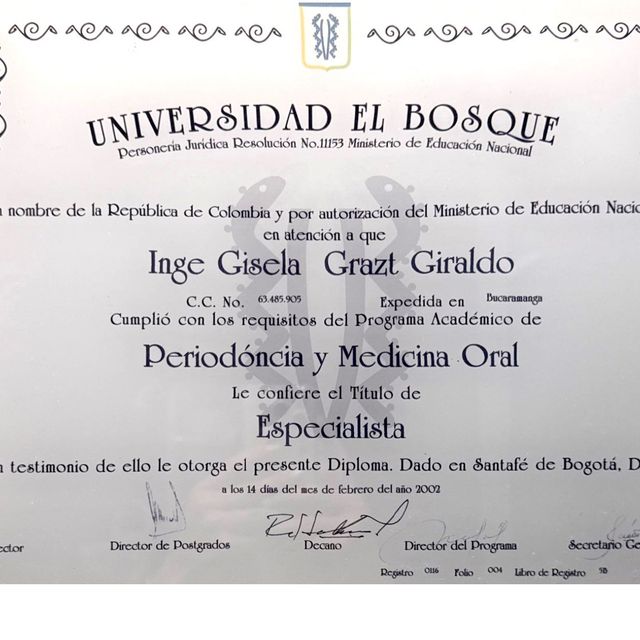 UNIVERSIDAD EL BOSQUE
Personería Jurídica Resolución No.11153 Ministerio de Educación Nacional
nombre de la República de Colombia y por autorización del Ministerio de Educación Nacio
en atención a que
Inge Gisela Grazt Giraldo
C.C. No. 63.485.905 Expedida en Bucaramanga
Cumplió con los requisitos del Programa Académico de
Periodóncia y Medicina Oral
Le confiere el Título de
Especialista
testimonio de ello le otorga el presente Diploma. Dado en Santafé de Bogotá, D
a los 14 días del mes de febrero del año 2002
ector Director de Postgrados Decano Director del Programa Secretario Ge
Registro 0116 Folio 004 Libro de Registro